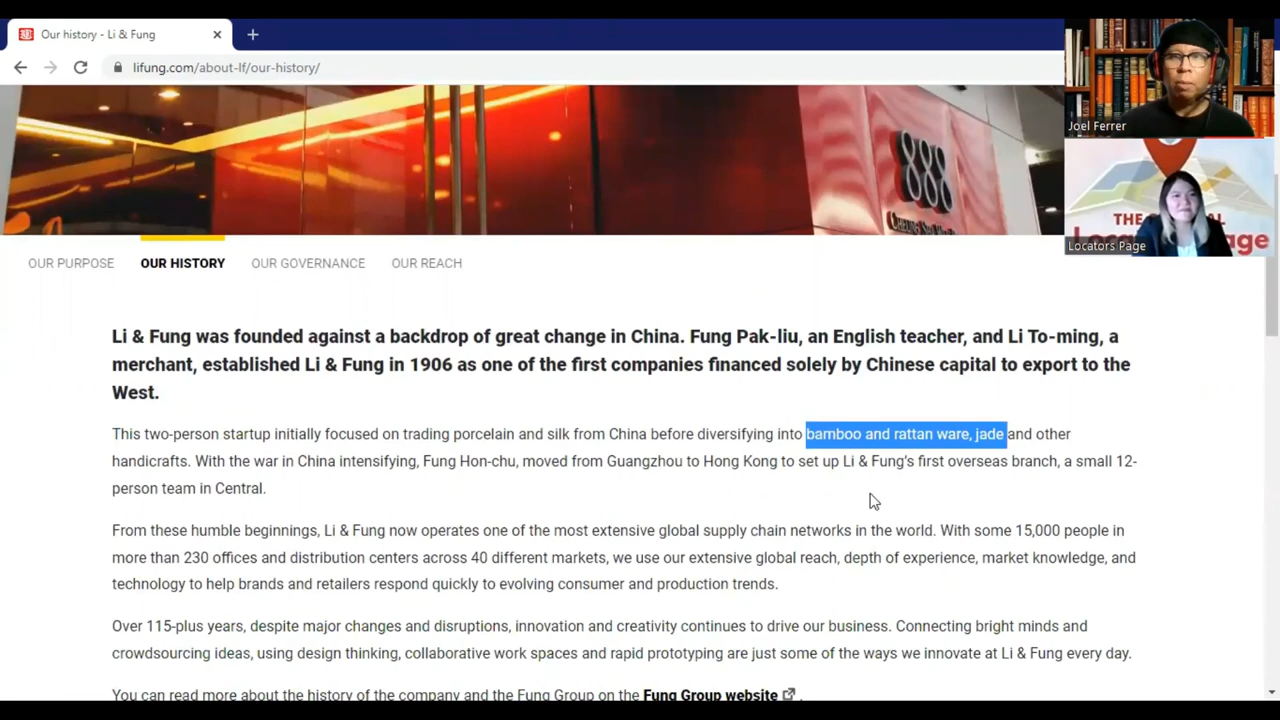 Our history - Li & Fung
lifung.com/about-lf/our-history/
888
Joel Ferrer
THE
Locators Page
OUR PURPOSE
OUR HISTORY
OUR GOVERNANCE
OUR REACH
Li & Fung was founded against a backdrop of great change in China. Fung Pak-liu, an English teacher, and Li To-ming, a
merchant, established Li & Fung in 1906 as one of the first companies financed solely by Chinese capital to export to the
West.
This two-person startup initially focused on trading porcelain and silk from China before diversifying into bamboo and rattan ware, jade and other
handicrafts. With the war in China intensifying, Fung Hon-chu, moved from Guangzhou to Hong Kong to set up Li & Fung's first overseas branch, a small 12-
person team in Central.
From these humble beginnings, Li & Fung now operates one of the most extensive global supply chain networks in the world. With some 15,000 people in
more than 230 offices and distribution centers across 40 different markets, we use our extensive global reach, depth of experience, market knowledge, and
technology to help brands and retailers respond quickly to evolving consumer and production trends.
Over 115-plus years, despite major changes and disruptions, innovation and creativity continues to drive our business. Connecting bright minds and
crowdsourcing ideas, using design thinking, collaborative work spaces and rapid prototyping are just some of the ways we innovate at Li & Fung every day.
You can read more about the history of the company and the Fung Group on the Fung Group website .